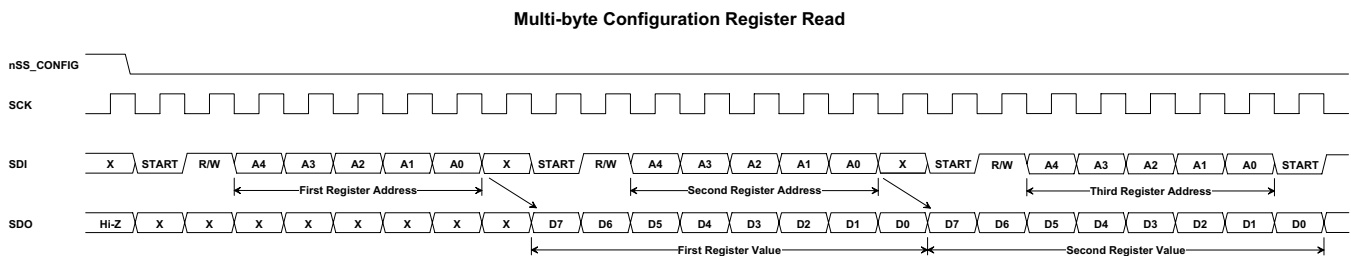 Multi-byte Configuration Register Read
nSS_CONFIG
SCK
SDI X START R/W A4 A3 A2 A1 A0 X START R/W A4 A3 A2 A1 A0 X START R/W A4 A3 A2 A1 A0 START
First Register Address Second Register Address Third Register Address
SDO Hi-Z X X X X X X X X D7 D6 D5 D4 D3 D2 D1 D0 D7 D6 D5 D4 D3 D2 D1 D0
First Register Value Second Register Value